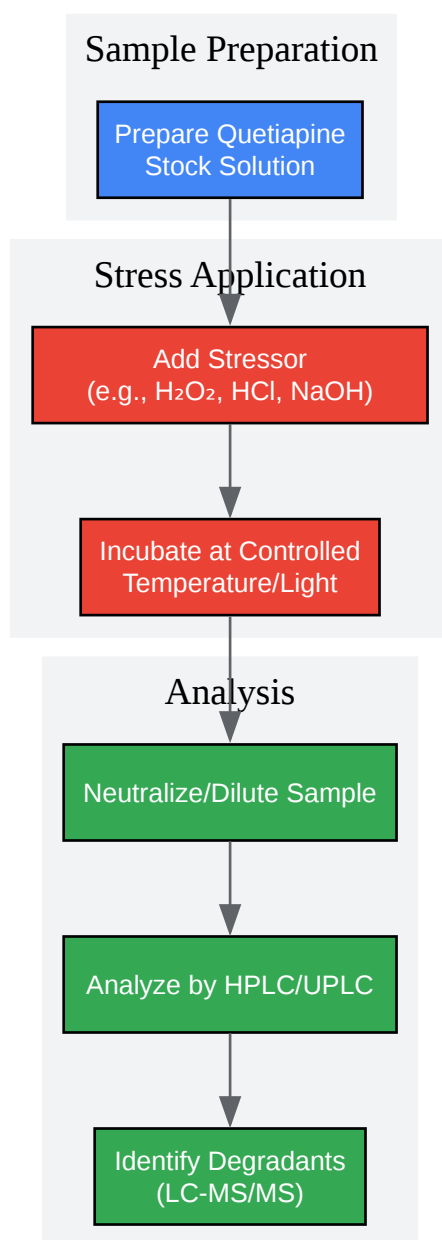 Sample Preparation
Prepare Quetiapine
Stock Solution
Stress Application
Add Stressor
(e.g., H₂O₂, HCl, NaOH)
Incubate at Controlled
Temperature/Light
Analysis
Neutralize/Dilute Sample
Analyze by HPLC/UPLC
Identify Degradants
(LC-MS/MS)